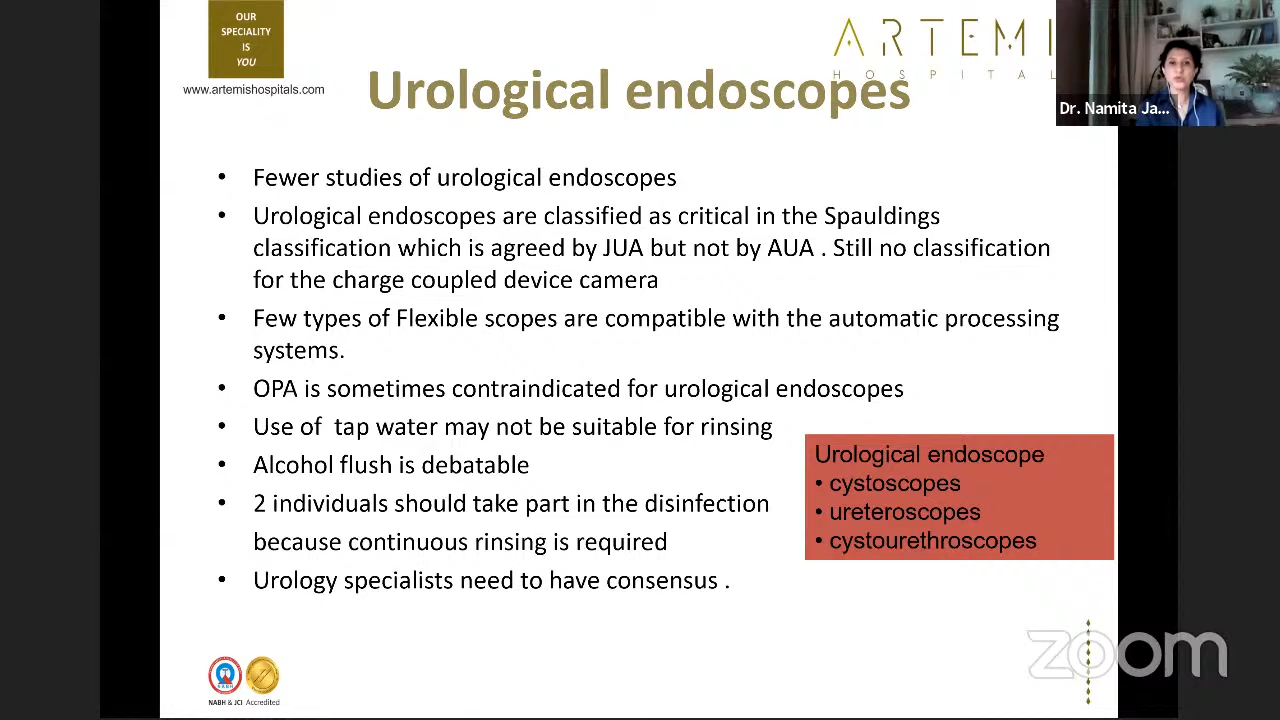 OUR
SPECIALITY
IS
YOU
www.artemishospitals.com
ARTEMI
HOSPITAL
Dr. Namita Ja...
Urological endoscopes
• Fewer studies of urological endoscopes
• Urological endoscopes are classified as critical in the Spauldings
classification which is agreed by JUA but not by AUA . Still no classification
for the charge coupled device camera
• Few types of Flexible scopes are compatible with the automatic processing
systems.
• OPA is sometimes contraindicated for urological endoscopes
• Use of tap water may not be suitable for rinsing
• Alcohol flush is debatable
• 2 individuals should take part in the disinfection
because continuous rinsing is required
• Urology specialists need to have consensus .
Urological endoscope
• cystoscopes
• ureteroscopes
• cystourethroscopes
NABH & JCI Accredited
zoom